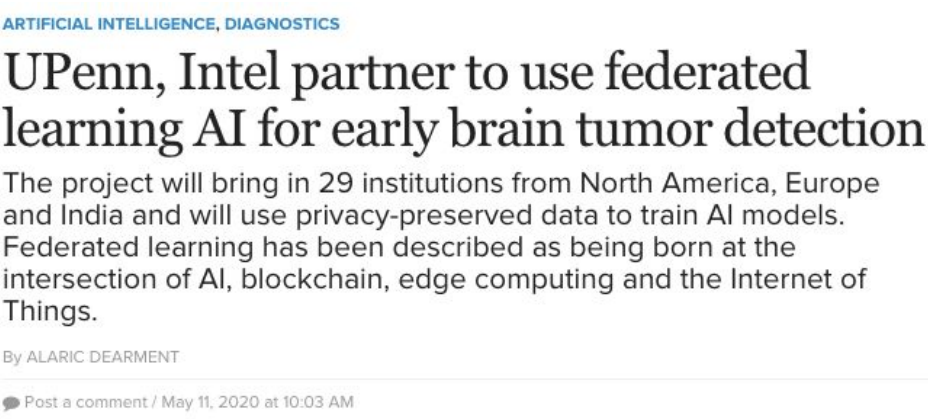 ARTIFICIAL INTELLIGENCE, DIAGNOSTICS
UPenn, Intel partner to use federated
learning AI for early brain tumor detection
The project will bring in 29 institutions from North America, Europe
and India and will use privacy-preserved data to train AI models.
Federated learning has been described as being born at the
intersection of AI, blockchain, edge computing and the Internet of
Things.
By ALARIC DEARMENT
Post a comment / May 11, 2020 at 10:03 AM